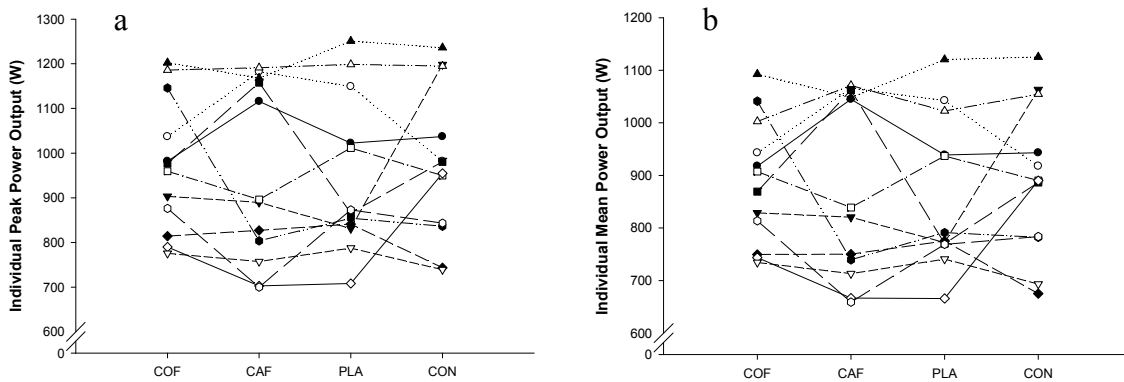 a
Individual Peak Power Output (W)
1300
1200
1100
1000
900
800
700
600
0
COF CAF PLA CON
b
Individual Mean Power Output (W)
1200
1100
1000
900
800
700
600
0
COF CAF PLA CON